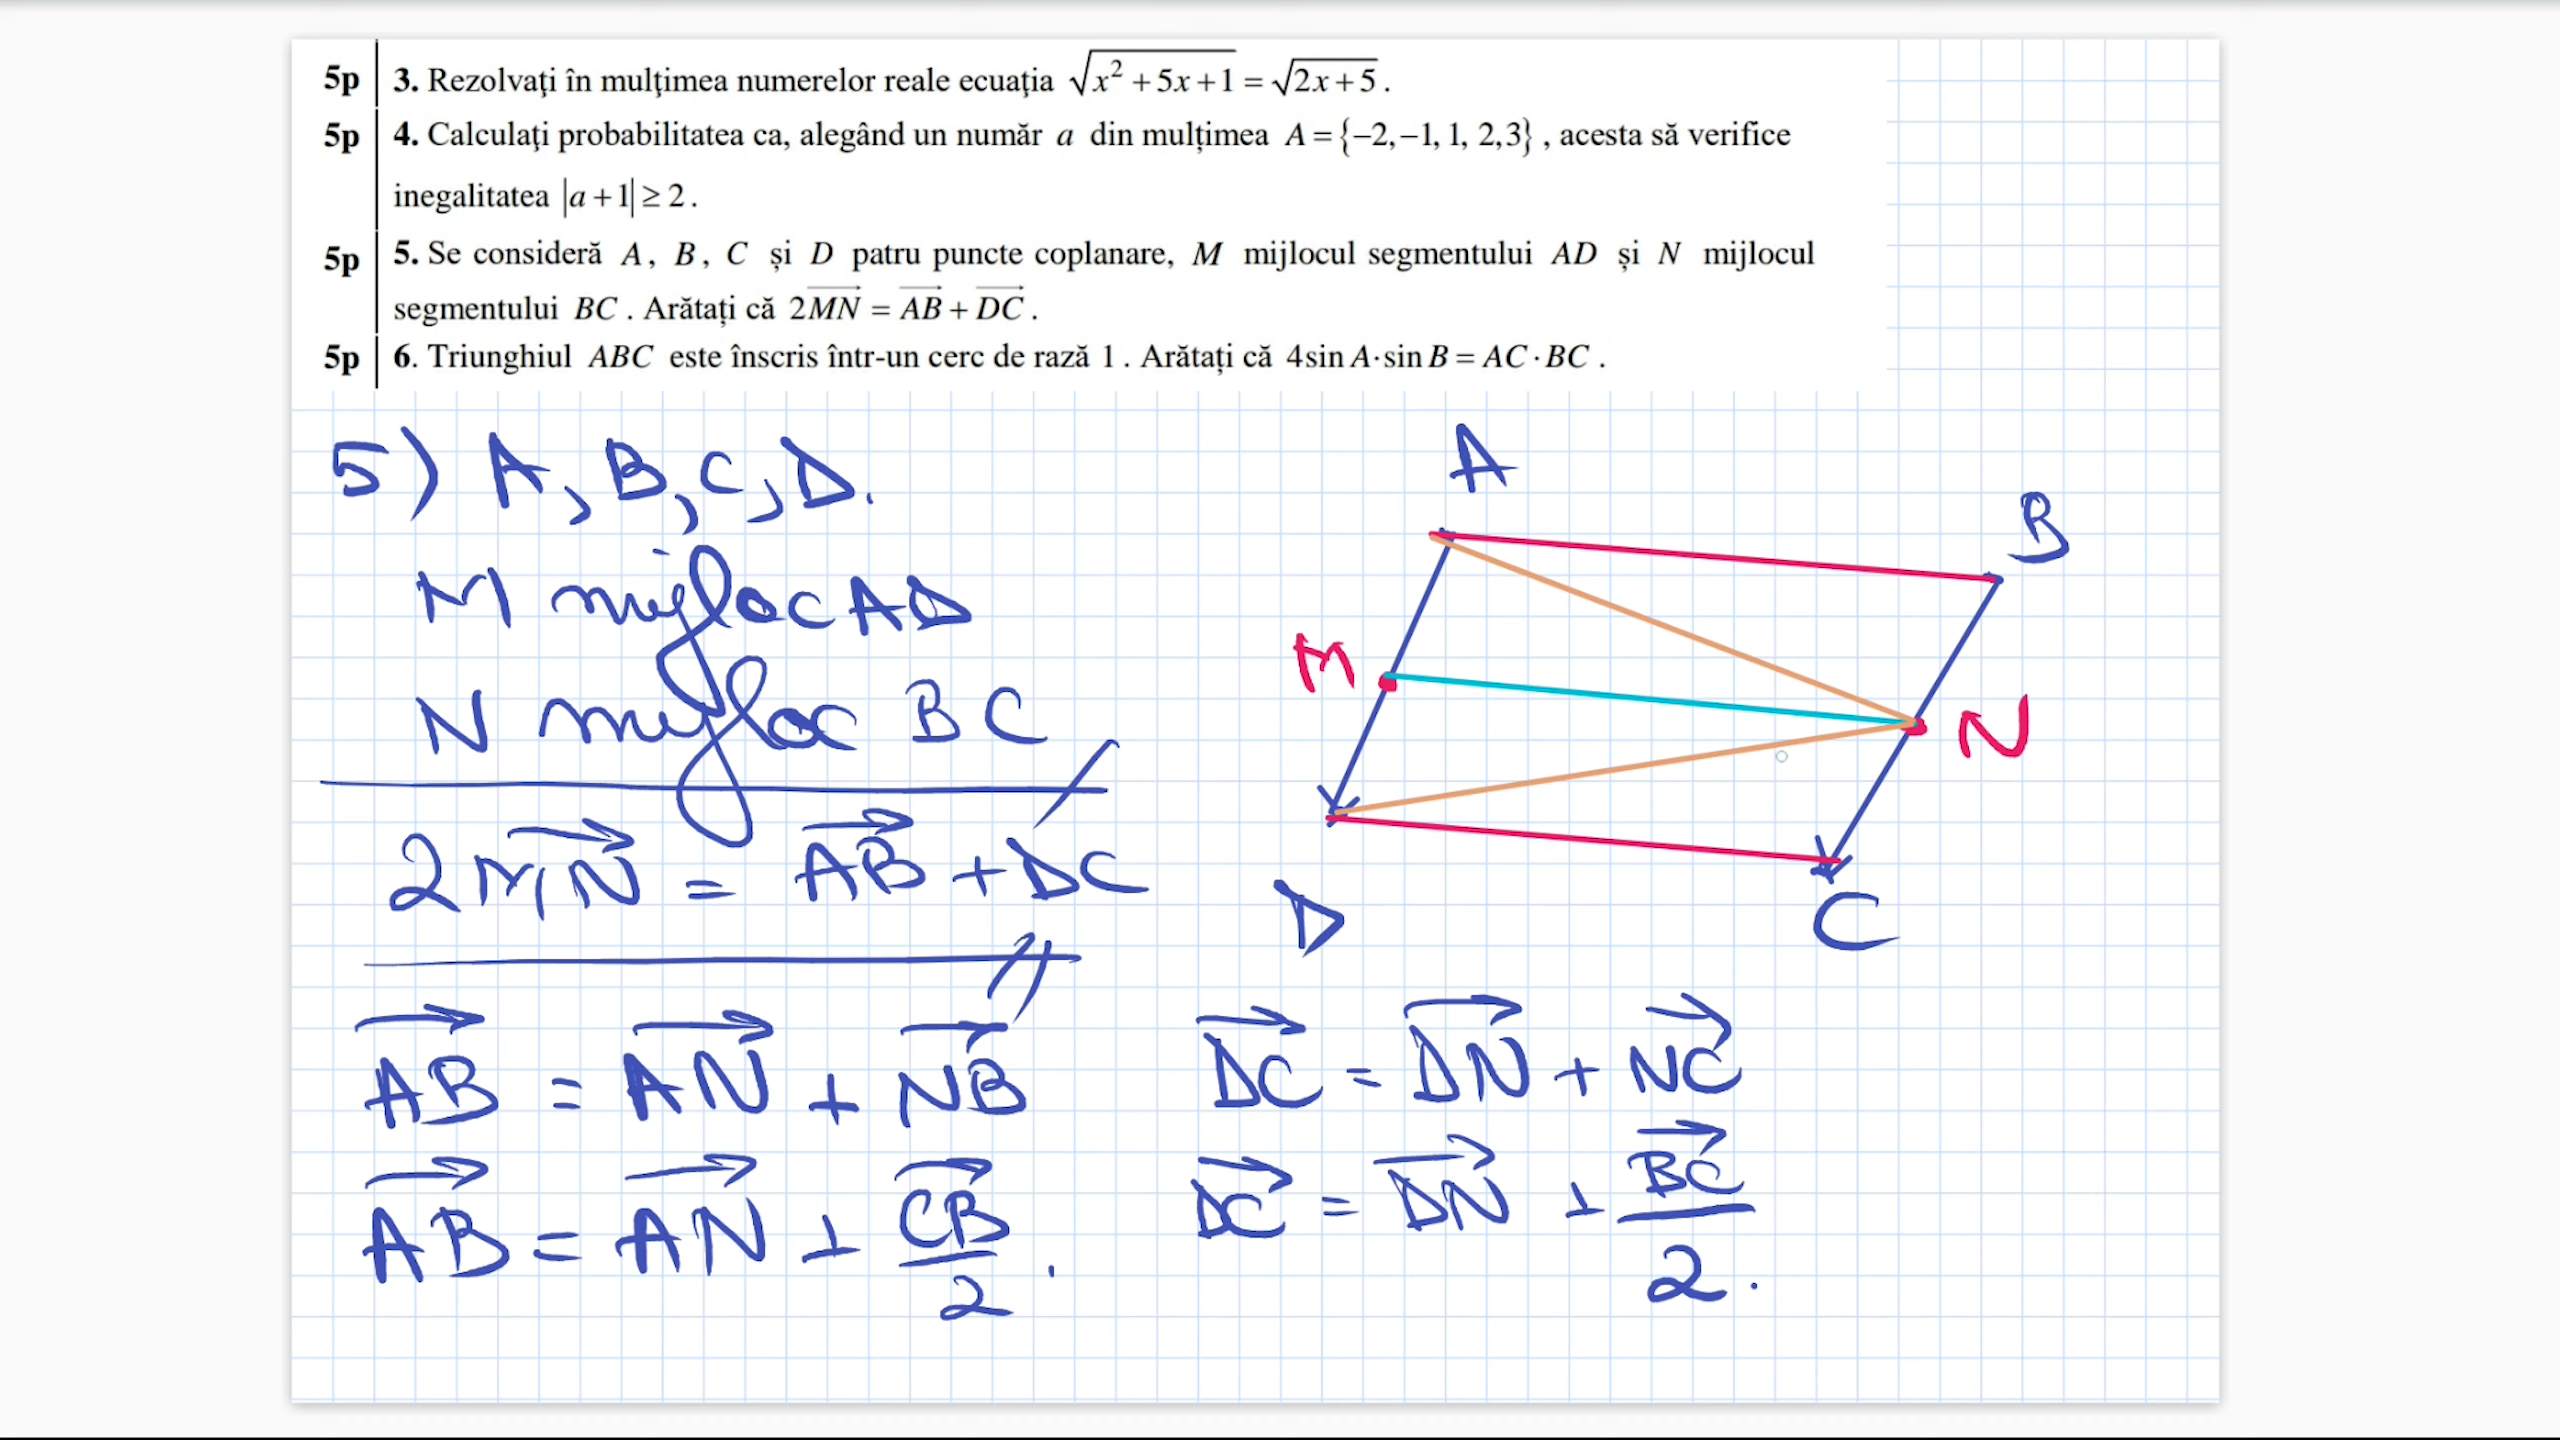 5p 3. Rezolvați în mulțimea numerelor reale ecuația √(x² + 5x + 1) = √(2x + 5) .
5p 4. Calculați probabilitatea ca, alegând un număr a din mulțimea A = {−2, −1, 1, 2, 3} , acesta să verifice
inegalitatea |a + 1| ≥ 2 .
5p 5. Se consideră A , B , C și D patru puncte coplanare, M mijlocul segmentului AD și N mijlocul
segmentului BC . Arătați că 2MN⃗ = AB⃗ + DC⃗ .
5p 6. Triunghiul ABC este înscris într-un cerc de rază 1 . Arătați că 4 sin A · sin B = AC · BC .
5) A, B, C, D.
M mijloc AD
N mijloc BC
2MN⃗ = AB⃗ + DC⃗
AB⃗ = AN⃗ + NB⃗
AB⃗ = AN⃗ + CB⃗/2 .
A
B
M
N
D
C
DC⃗ = DN⃗ + NC⃗
DC⃗ = DN⃗ + BC⃗/2 .